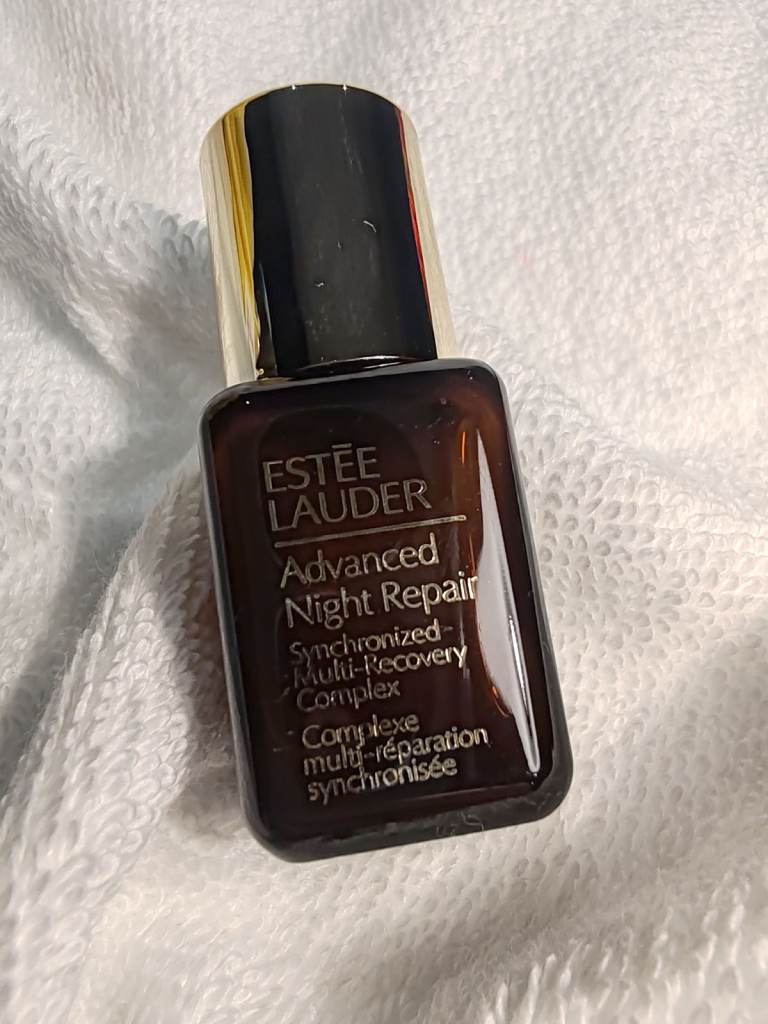 ESTĒE
LAUDER
Advanced
Night Repair
Synchronized
Multi-Recovery
Complex
Complexe
multi-réparation
synchronisée